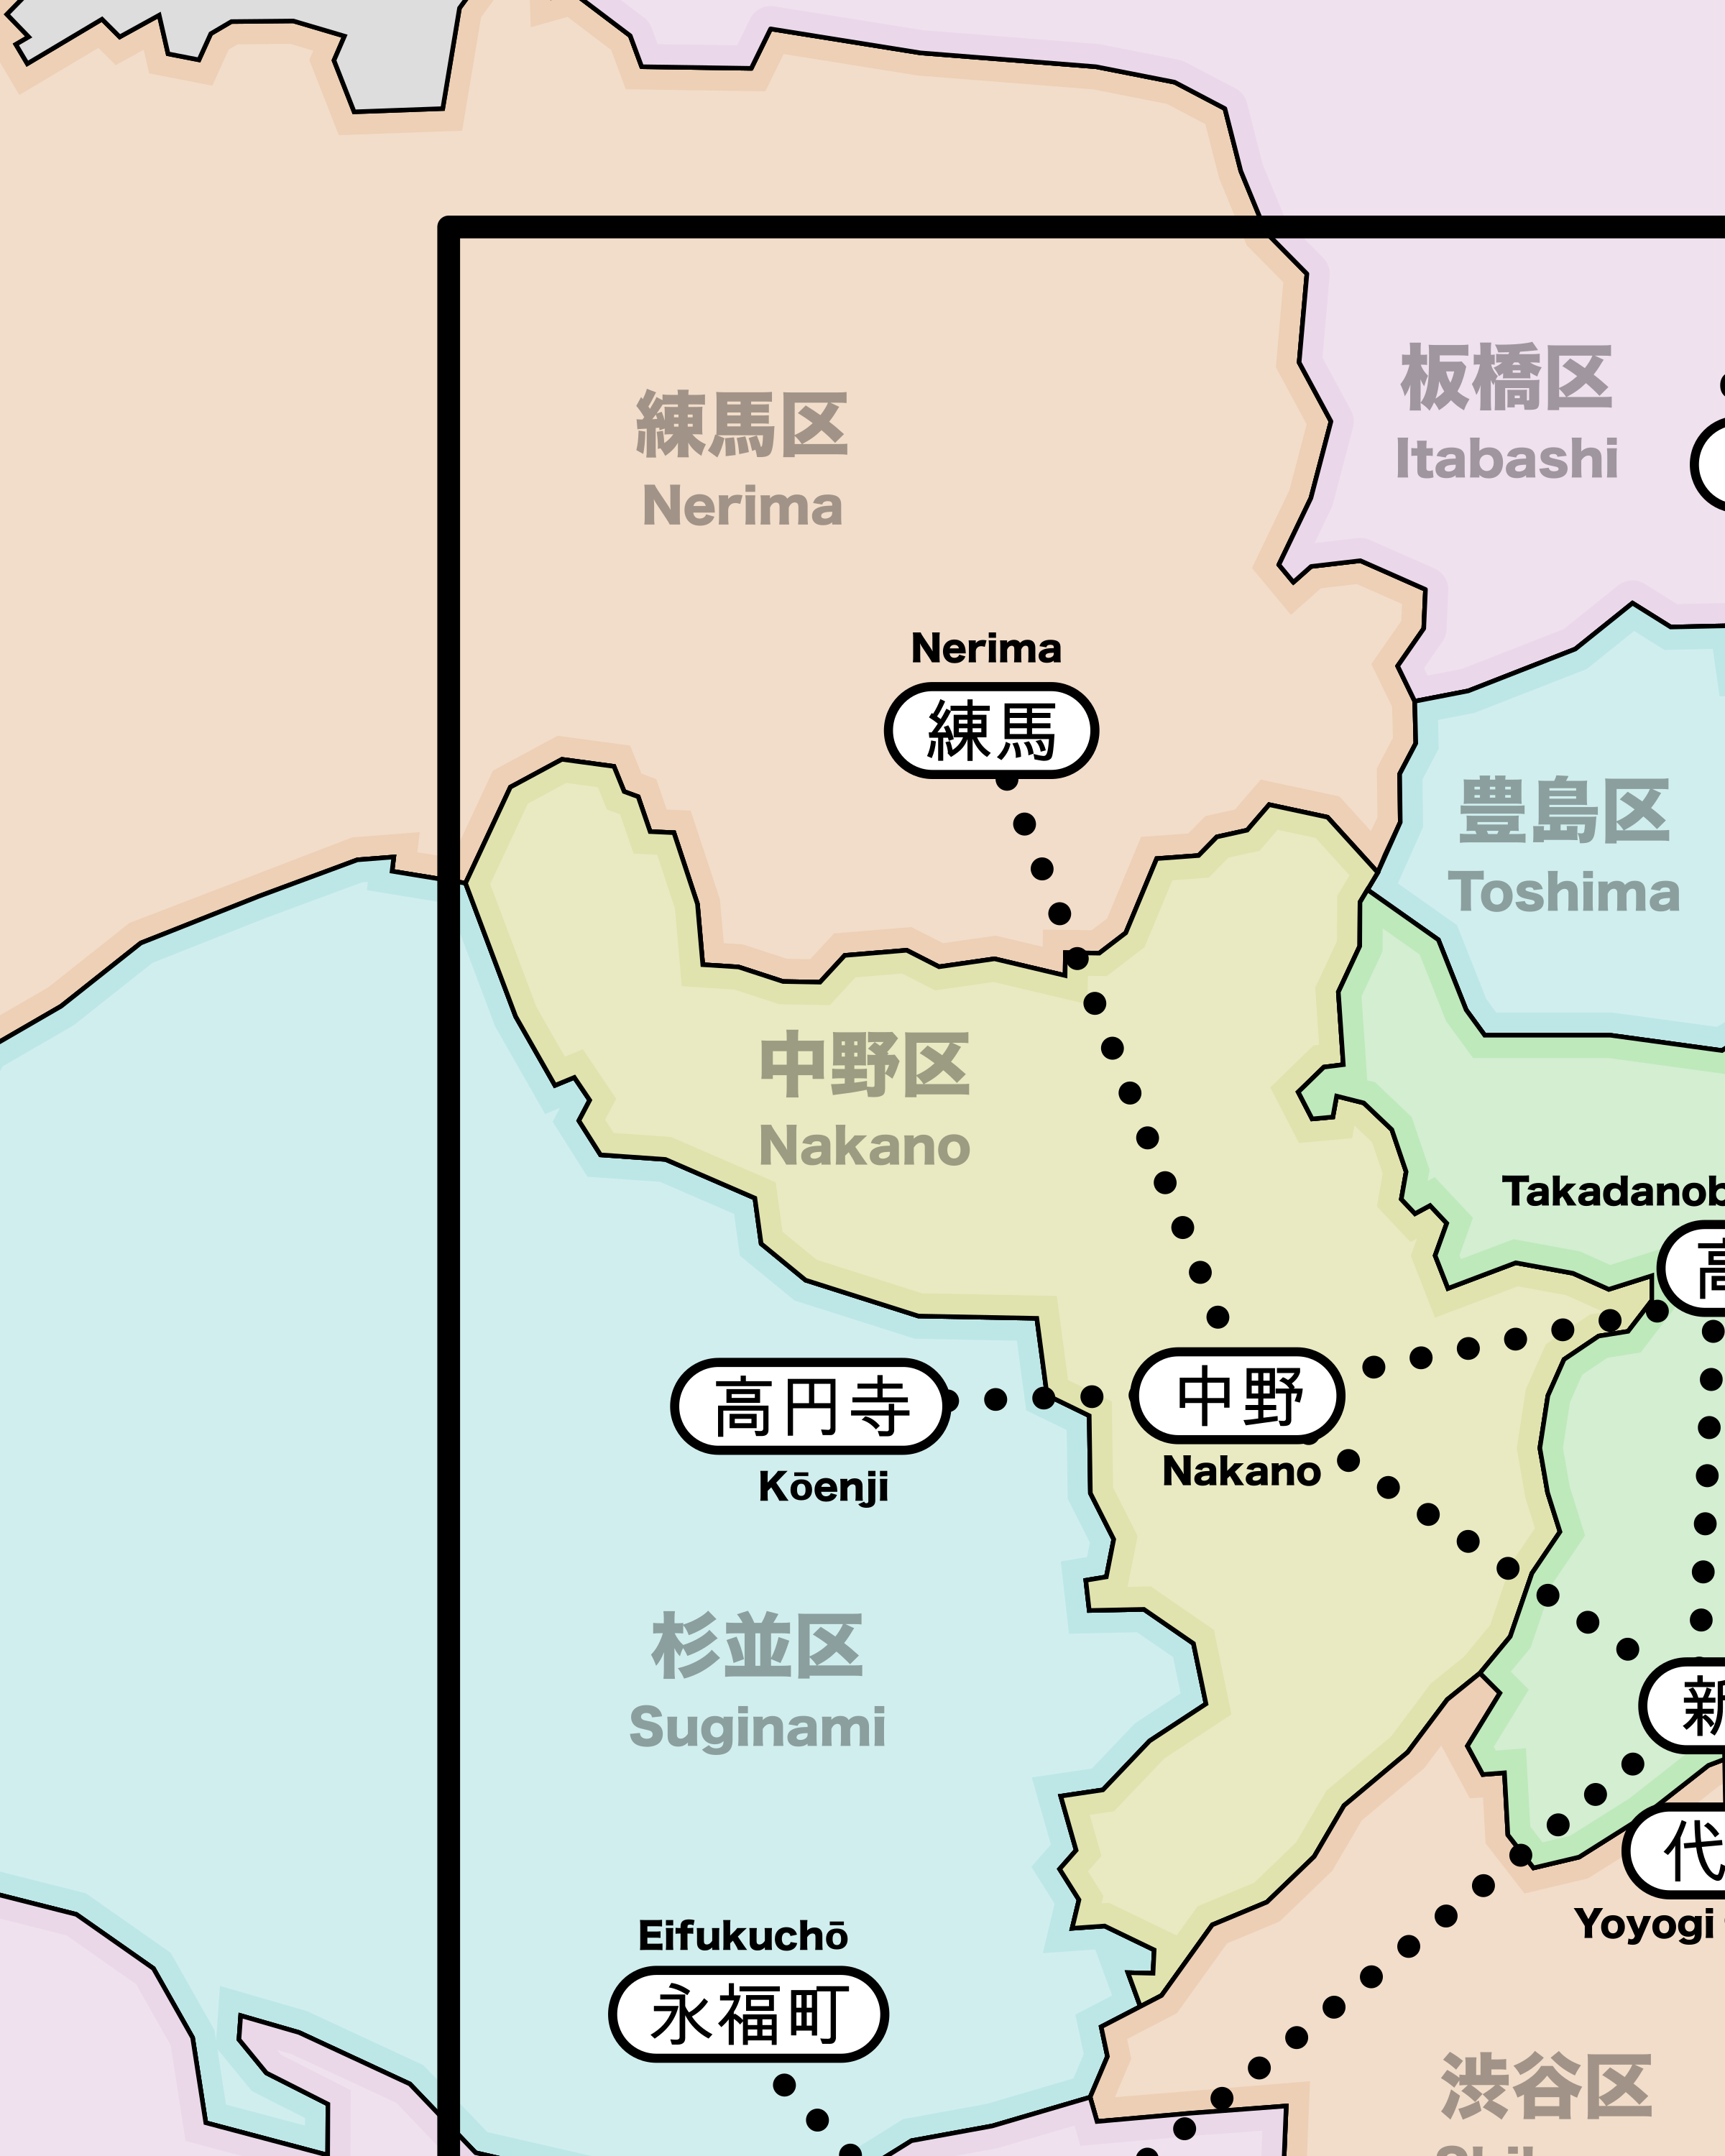 板橋区
Itabashi
練馬区
Nerima
Nerima
練馬
豊島区
Toshima
中野区
Nakano
Takadanob
高
中野
Nakano
高円寺
Kōenji
杉並区
Suginami
新
代
Yoyogi
Eifukuchō
永福町
渋谷区